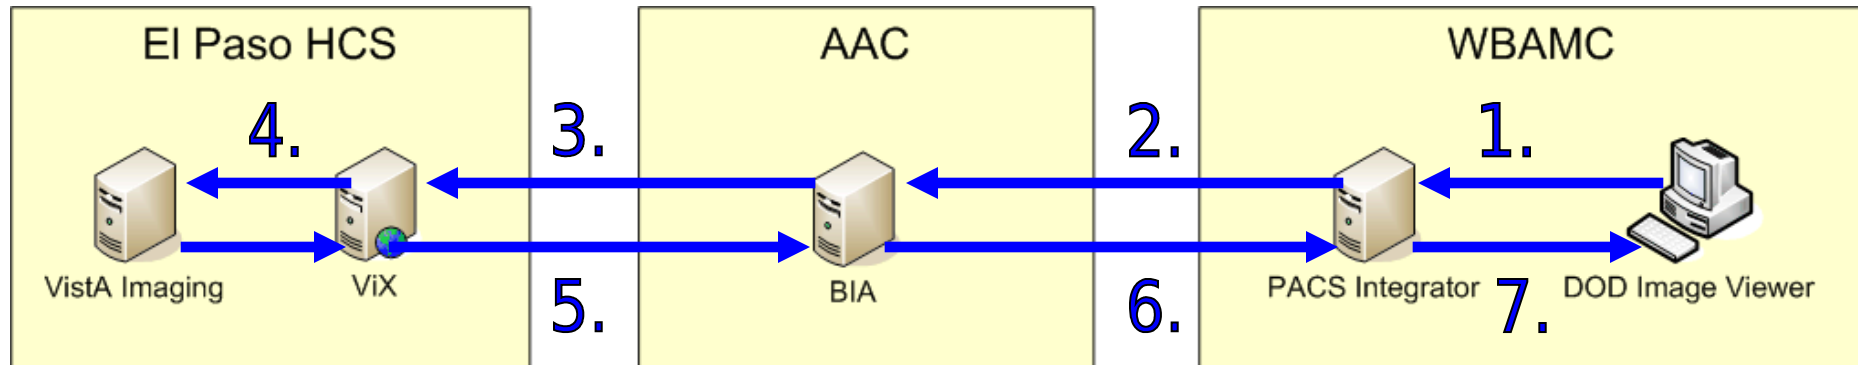 El Paso HCS
AAC
WBAMC
4.
3.
2.
1.
VistA Imaging
ViX
BIA
PACS Integrator
DOD Image Viewer
5.
6.
7.